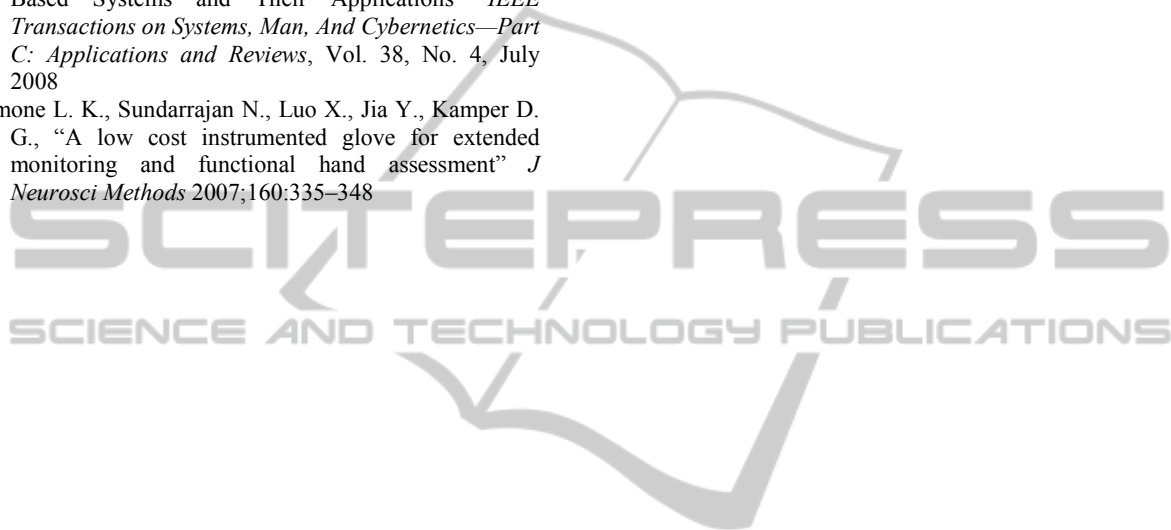 Based Systems and Their Applications" IEEE
Transactions on Systems, Man, And Cybernetics—Part
C: Applications and Reviews, Vol. 38, No. 4, July
2008
mone L. K., Sundarrajan N., Luo X., Jia Y., Kamper D.
G., “A low cost instrumented glove for extended
monitoring and functional hand assessment” J
Neurosci Methods 2007;160:335–348
SCITEPRESS
SCIENCE AND TECHNOLOGY PUBLICATIONS